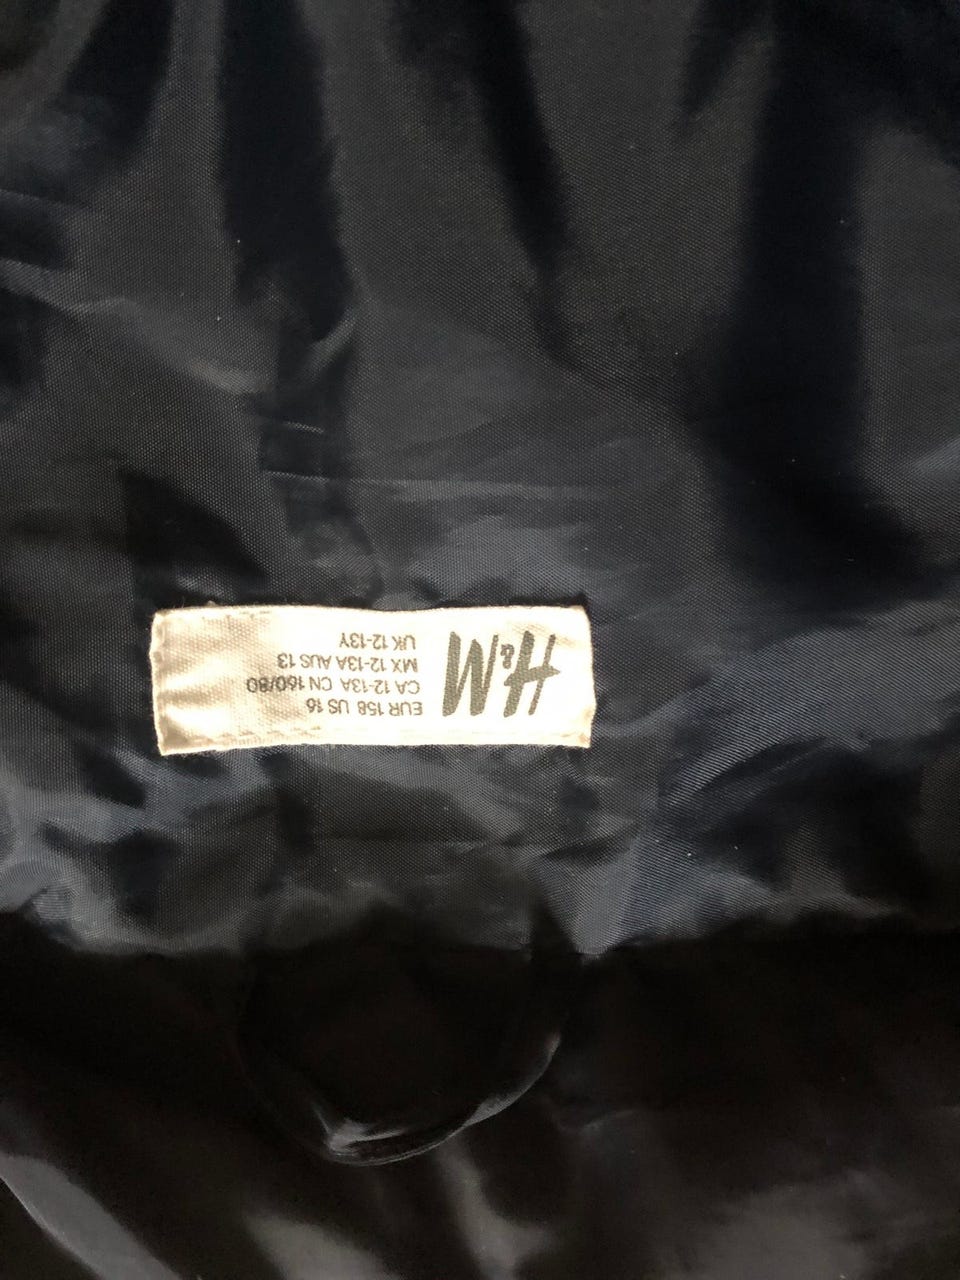 H&M
EUR 158 US 16
CA 12-13A CN 160/80
MX 12-13A AUS 13
UK 12-13Y